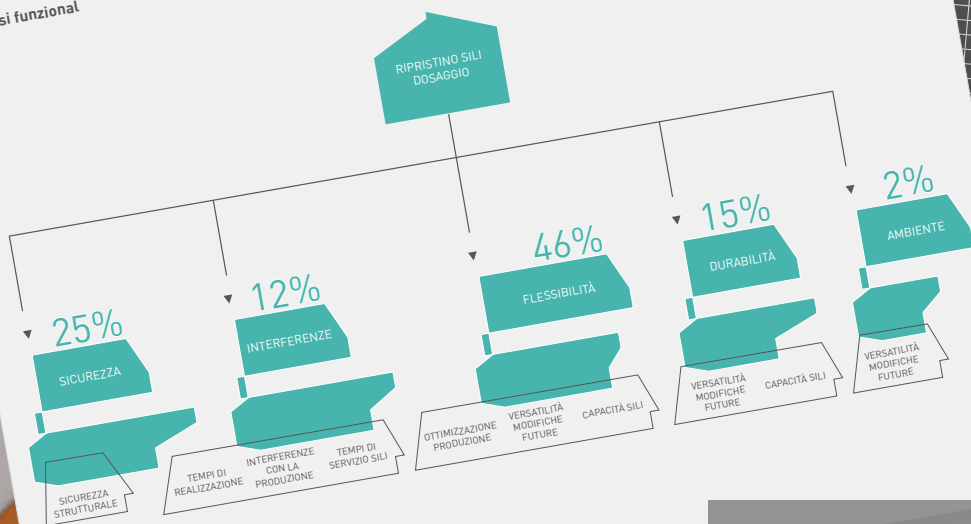 si funzional
RIPRISTINO SILI
DOSAGGIO
25%
SICUREZZA
SICUREZZA
STRUTTURALE
12%
INTERFERENZE
TEMPI DI
REALIZZAZIONE
INTERFERENZE
CON LA
PRODUZIONE
TEMPI DI
SERVIZIO SILI
46%
FLESSIBILITÀ
OTTIMIZZAZIONE
PRODUZIONE
VERSATILITÀ
MODIFICHE
FUTURE
CAPACITÀ SILI
15%
DURABILITÀ
VERSATILITÀ
MODIFICHE
FUTURE
CAPACITÀ SILI
2%
AMBIENTE
VERSATILITÀ
MODIFICHE
FUTURE